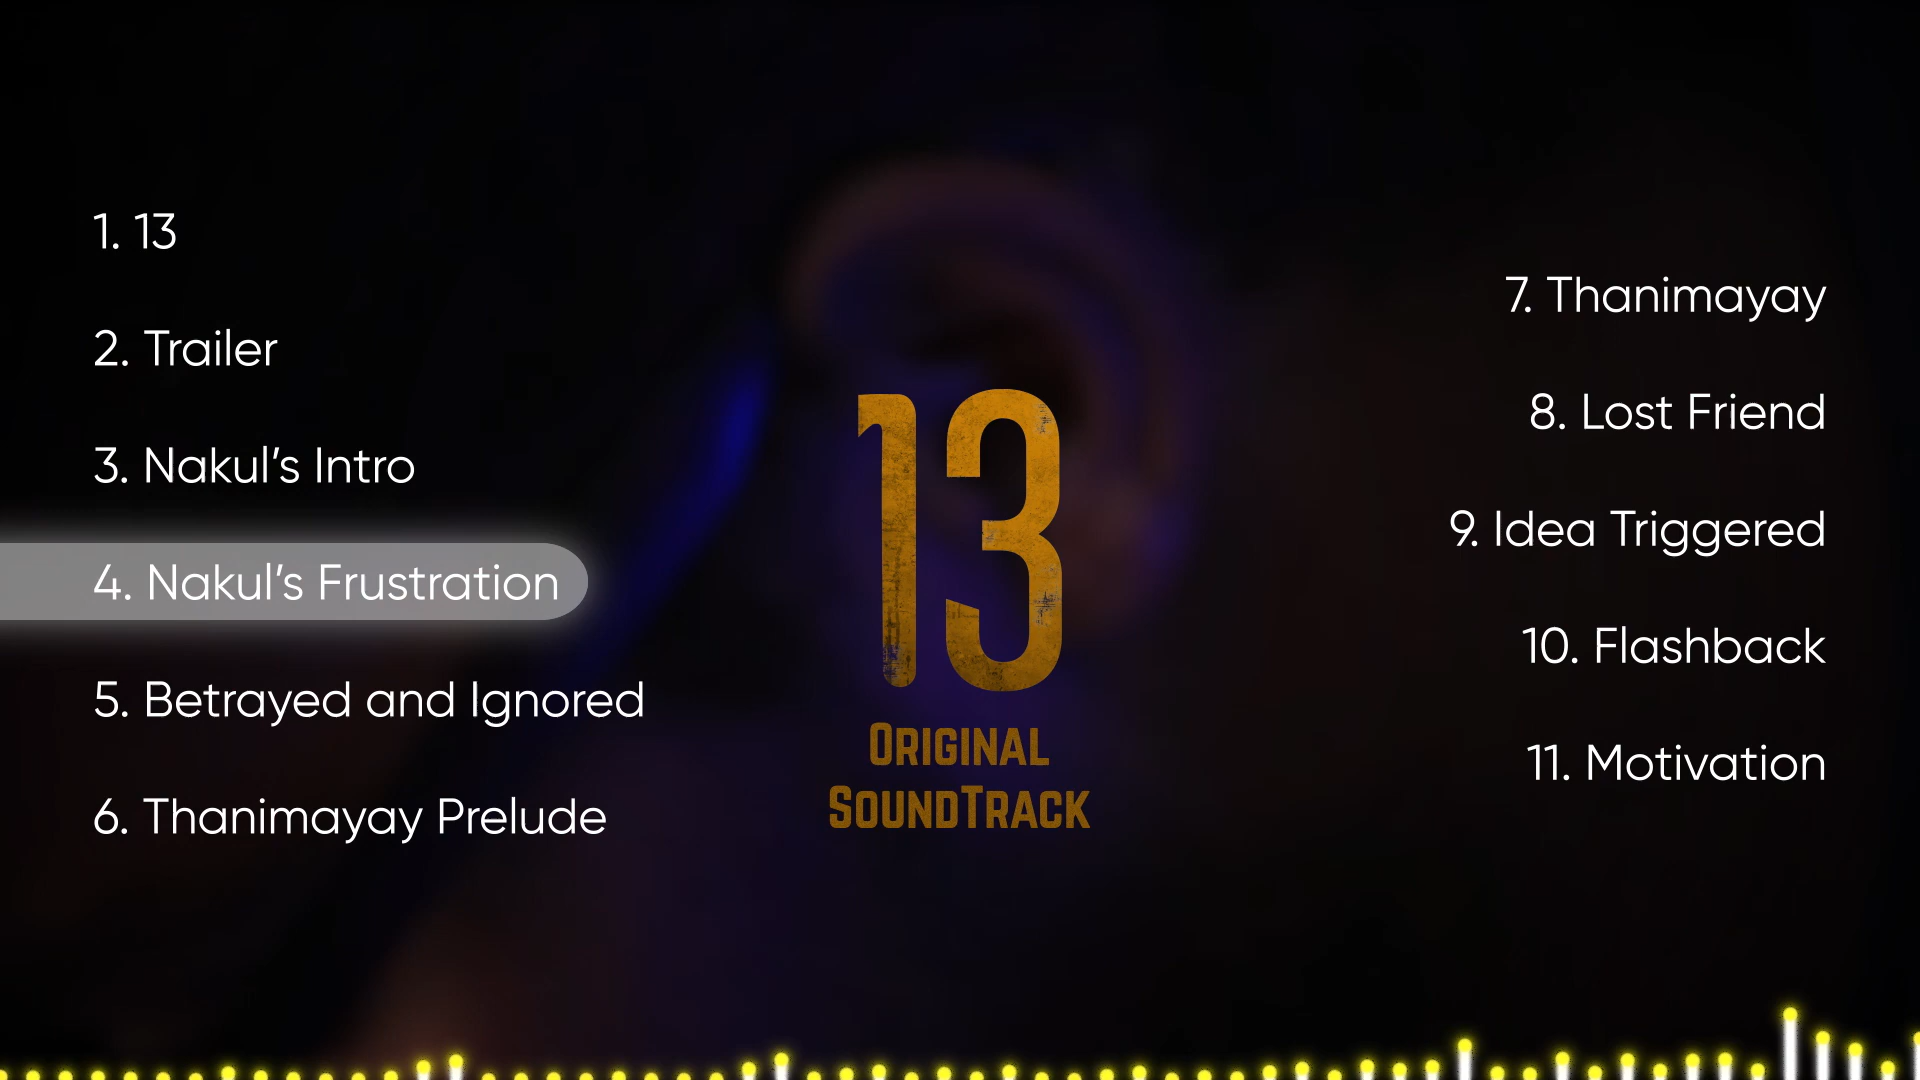 1. 13
2. Trailer
3. Nakul's Intro
4. Nakul's Frustration
5. Betrayed and Ignored
6. Thanimayay Prelude
13
ORIGINAL
SOUNDTRACK
7. Thanimayay
8. Lost Friend
9. Idea Triggered
10. Flashback
11. Motivation